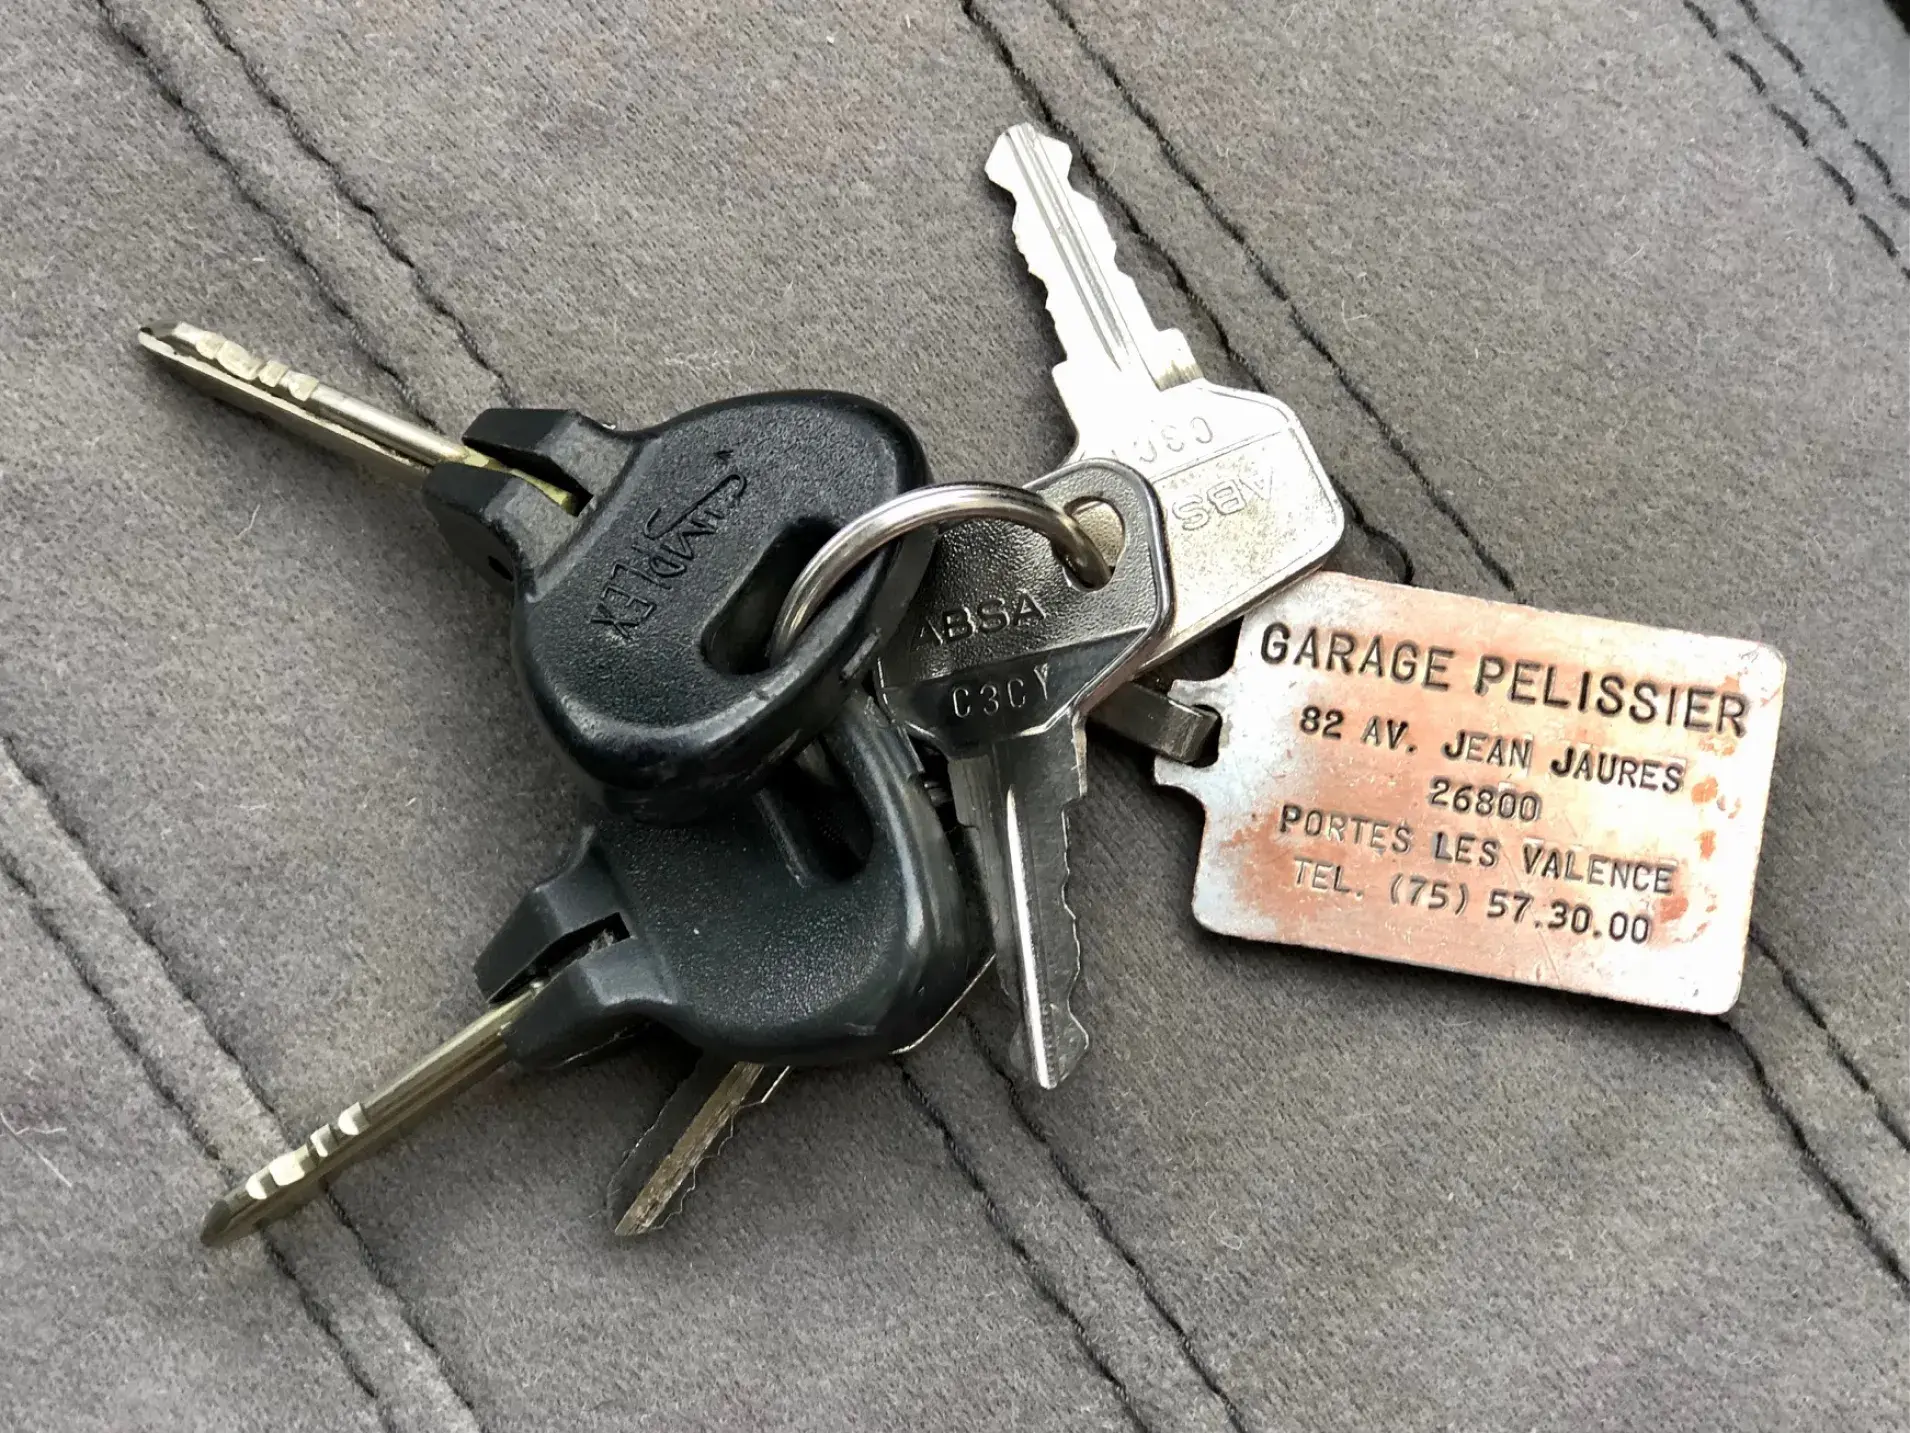 SIMPLEX
C3C
ABSA
ABSA
C3CY
GARAGE PELISSIER
82 AV. JEAN JAURES
26800
PORTES LES VALENCE
TEL. (75) 57.30.00